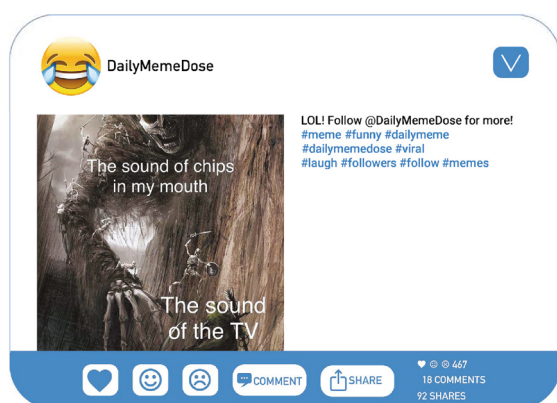 DailyMemeDose
LOL! Follow @DailyMemeDose for more!
#meme #funny #dailymeme
#dailymemedose #viral
#laugh #followers #follow #memes
The sound of chips
in my mouth
The sound
of the TV
COMMENT
SHARE
467
18 COMMENTS
92 SHARES